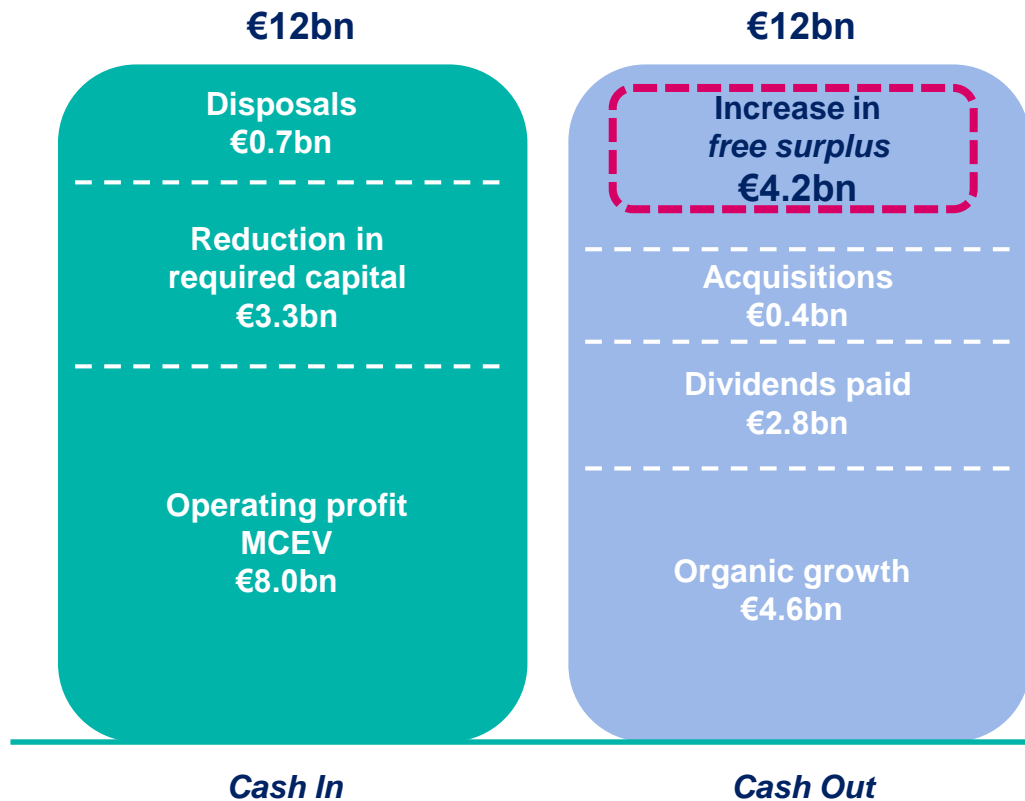 €12bn
Disposals
€0.7bn
Reduction in
required capital
€3.3bn
Operating profit
MCEV
€8.0bn
Cash In
€12bn
Increase in
free surplus
€4.2bn
Acquisitions
€0.4bn
Dividends paid
€2.8bn
Organic growth
€4.6bn
Cash Out